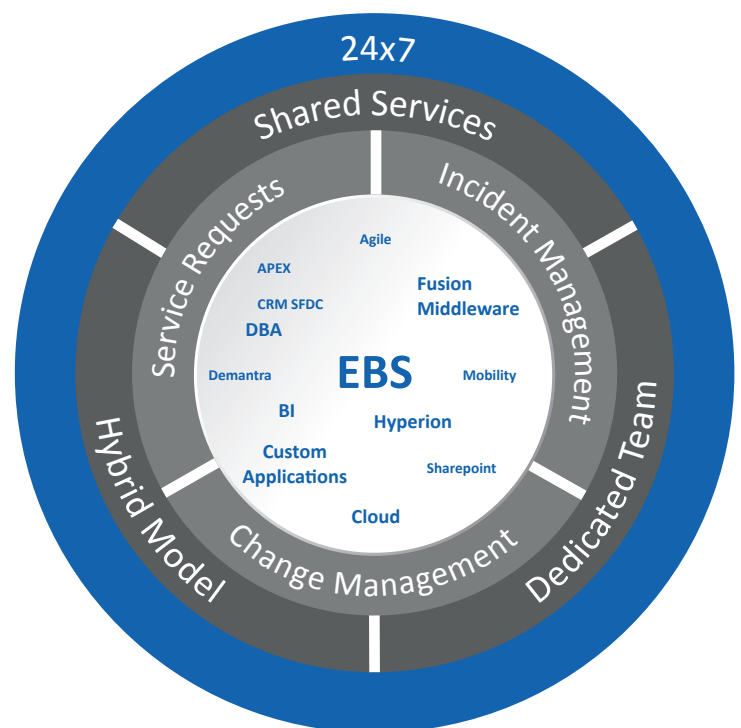 24x7
Shared Services
Service Requests
Incident Management
Agile
APEX
Fusion
Middleware
CRM SFDC
DBA
Demantra
EBS
Mobility
BI
Hyperion
Custom
Applications
Sharepoint
Cloud
Change Management
Hybrid Model
Dedicated Team